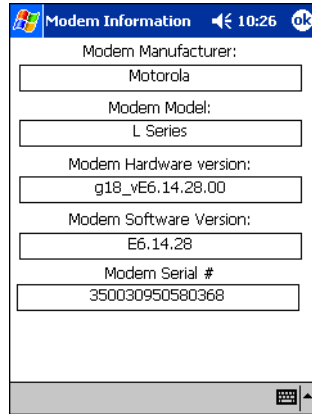 Modem Information 10:26 ok
Modem Manufacturer:
Motorola
Modem Model:
L Series
Modem Hardware version:
g18_vE6.14.28.00
Modem Software Version:
E6.14.28
Modem Serial #
350030950580368